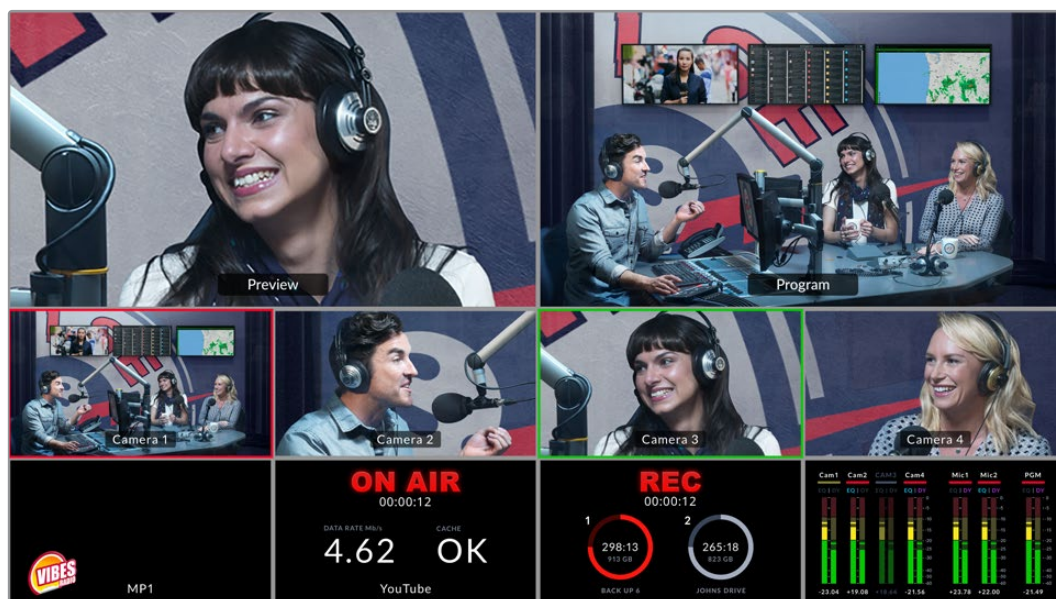 Preview
Program
Camera 1
Camera 2
Camera 3
Camera 4
VIBES
RADIO
MP1
ON AIR
00:00:12
DATA RATE Mb/s
CACHE
4.62
OK
YouTube
REC
00:00:12
1
298:13
913 GB
BACK UP 6
2
265:18
823 GB
JOHNS DRIVE
Cam1 Cam2 CAM3 Cam4 Mic1 Mic2 PGM
-23.04 +19.08 -21.56 +23.78 +22.00 -21.49